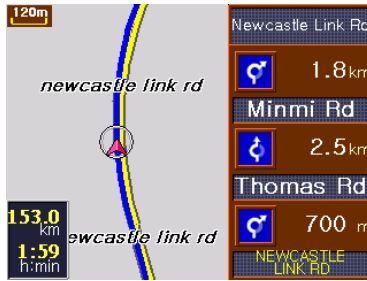 120m
Newcastle Link Rd
1.8km
newcastle link rd
Minmi Rd
2.5km
Thomas Rd
153.0
km
1:59
h:min
ewcastle link rd
700 m
NEWCASTLE
LINK RD